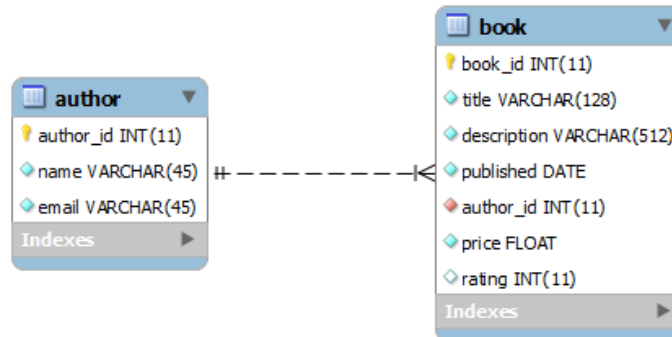 author
author_id INT(11)
name VARCHAR(45)
email VARCHAR(45)
Indexes
book
book_id INT(11)
title VARCHAR(128)
description VARCHAR(512)
published DATE
author_id INT(11)
price FLOAT
rating INT(11)
Indexes